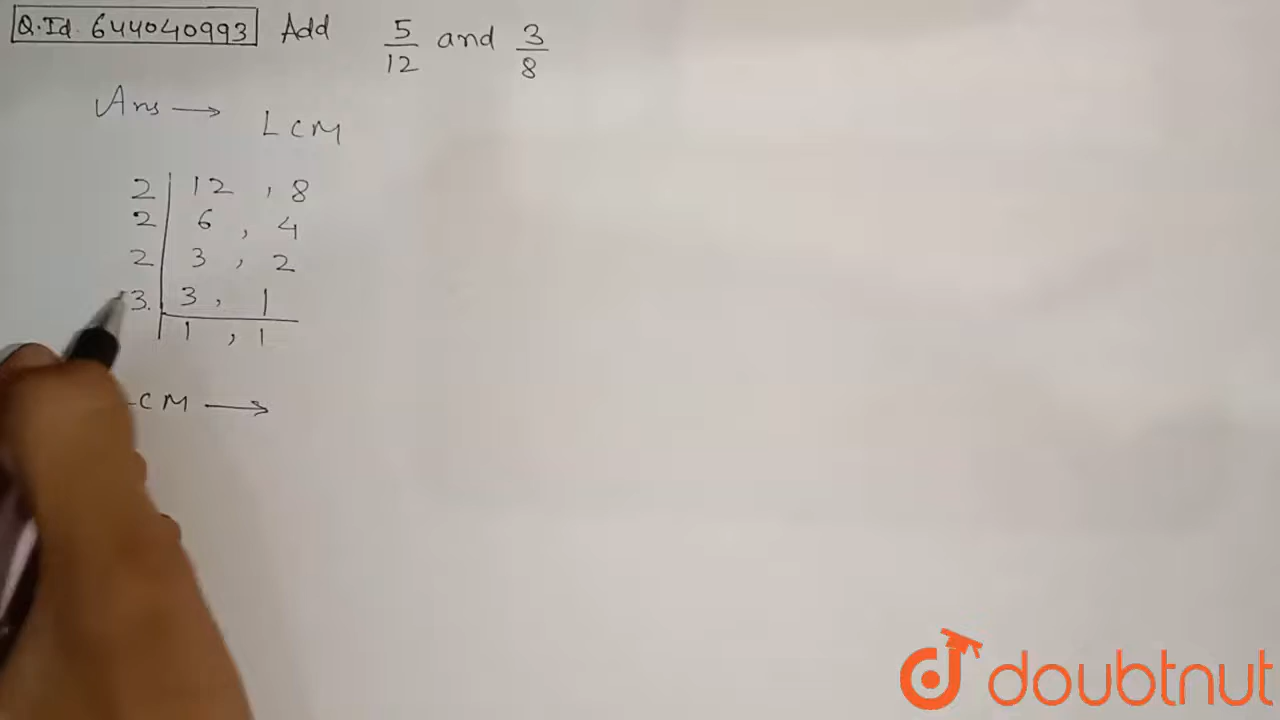 Q.Id. 644040993 Add 5/12 and 3/8
Ans → LCM
2 | 12 , 8
2 | 6 , 4
2 | 3 , 2
3. | 3 , 1
1 , 1
CM →
doubtnut